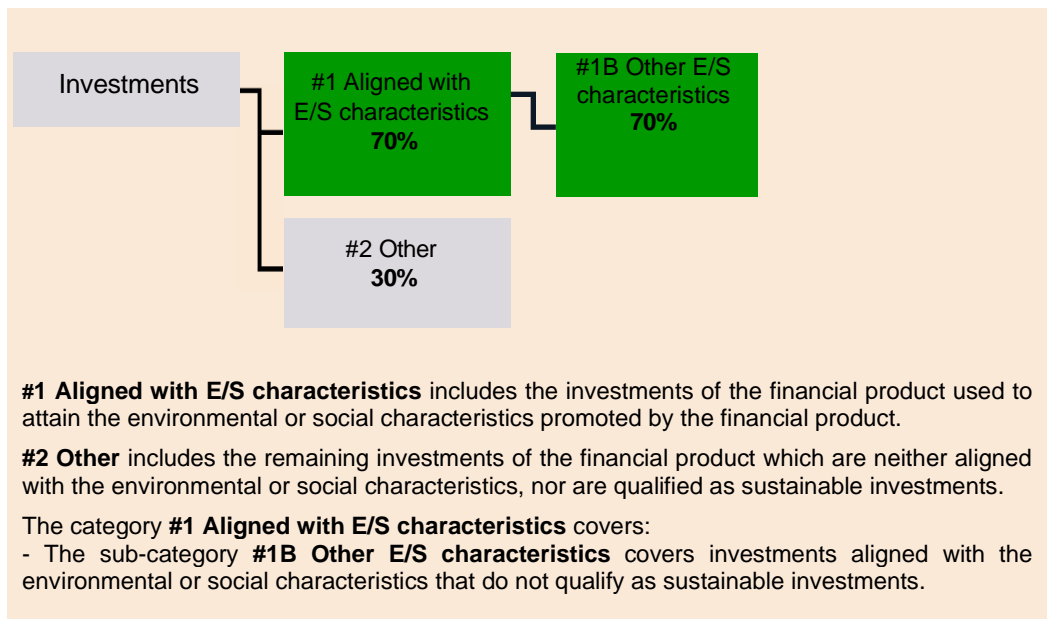 Investments
#1 Aligned with
E/S characteristics
70%
#1B Other E/S
characteristics
70%
#2 Other
30%
#1 Aligned with E/S characteristics includes the investments of the financial product used to
attain the environmental or social characteristics promoted by the financial product.
#2 Other includes the remaining investments of the financial product which are neither aligned
with the environmental or social characteristics, nor are qualified as sustainable investments.
The category #1 Aligned with E/S characteristics covers:
- The sub-category #1B Other E/S characteristics covers investments aligned with the
environmental or social characteristics that do not qualify as sustainable investments.